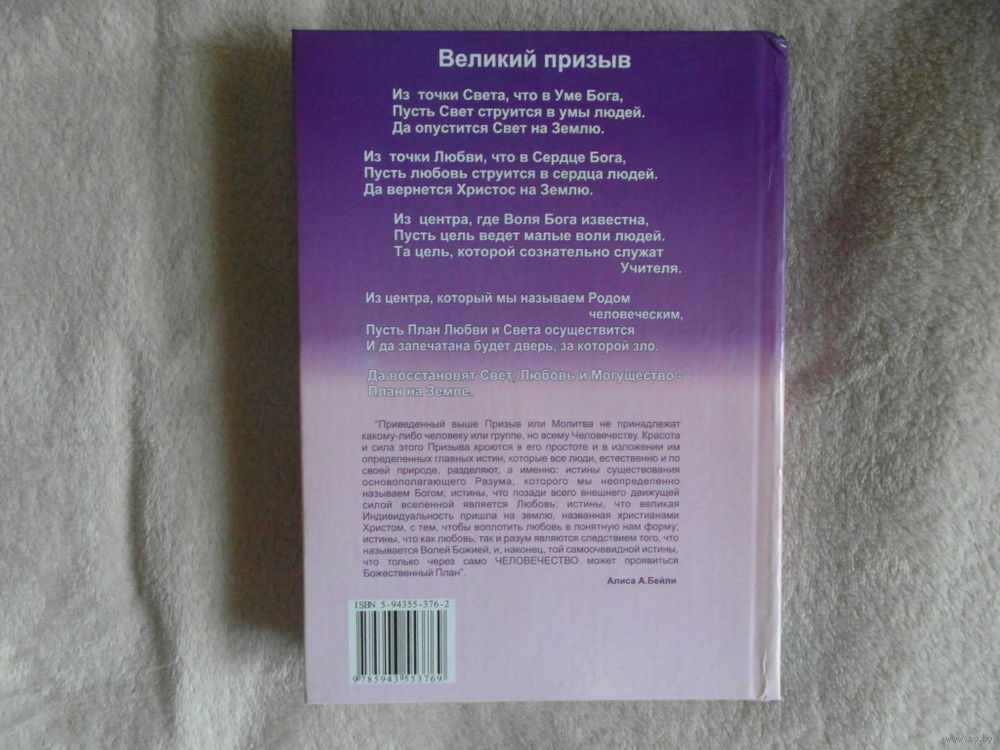 Великий призыв
Из точки Света, что в Уме Бога,
Пусть Свет струится в умы людей.
Да опустится Свет на Землю.
Из точки Любви, что в Сердце Бога,
Пусть любовь струится в сердца людей.
Да вернется Христос на Землю.
Из центра, где Воля Бога известна,
Пусть цель ведет малые воли людей.
Та цель, которой сознательно служат
Учителя.
Из центра, который мы называем Родом
человеческим,
Пусть План Любви и Света осуществится
И да запечатана будет дверь, за которой зло.
Да восстановят Свет, Любовь и Могущество -
План на Земле.
"Приведенный выше Призыв или Молитва не принадлежат
какому-либо человеку или группе, но всему Человечеству. Красота
и сила этого Призыва кроются в его простоте и в изложении им
определенных главных истин, которые все люди, естественно и по
своей природе, разделяют, а именно: истины существования
основополагающего Разума, которого мы неопределенно
называем Богом; истины, что позади всего внешнего движущей
силой вселенной является Любовь; истины, что великая
Индивидуальность пришла на землю, названная христианами
Христом, с тем, чтобы воплотить любовь в понятную нам форму;
истины, что как любовь, так и разум являются следствием того, что
называется Волей Божией, и, наконец, той самоочевидной истины,
что только через само ЧЕЛОВЕЧЕСТВО может проявиться
Божественный План".
Алиса А.Бейли
ISBN 5-94355-376-2
9785943553769
www.ay.by